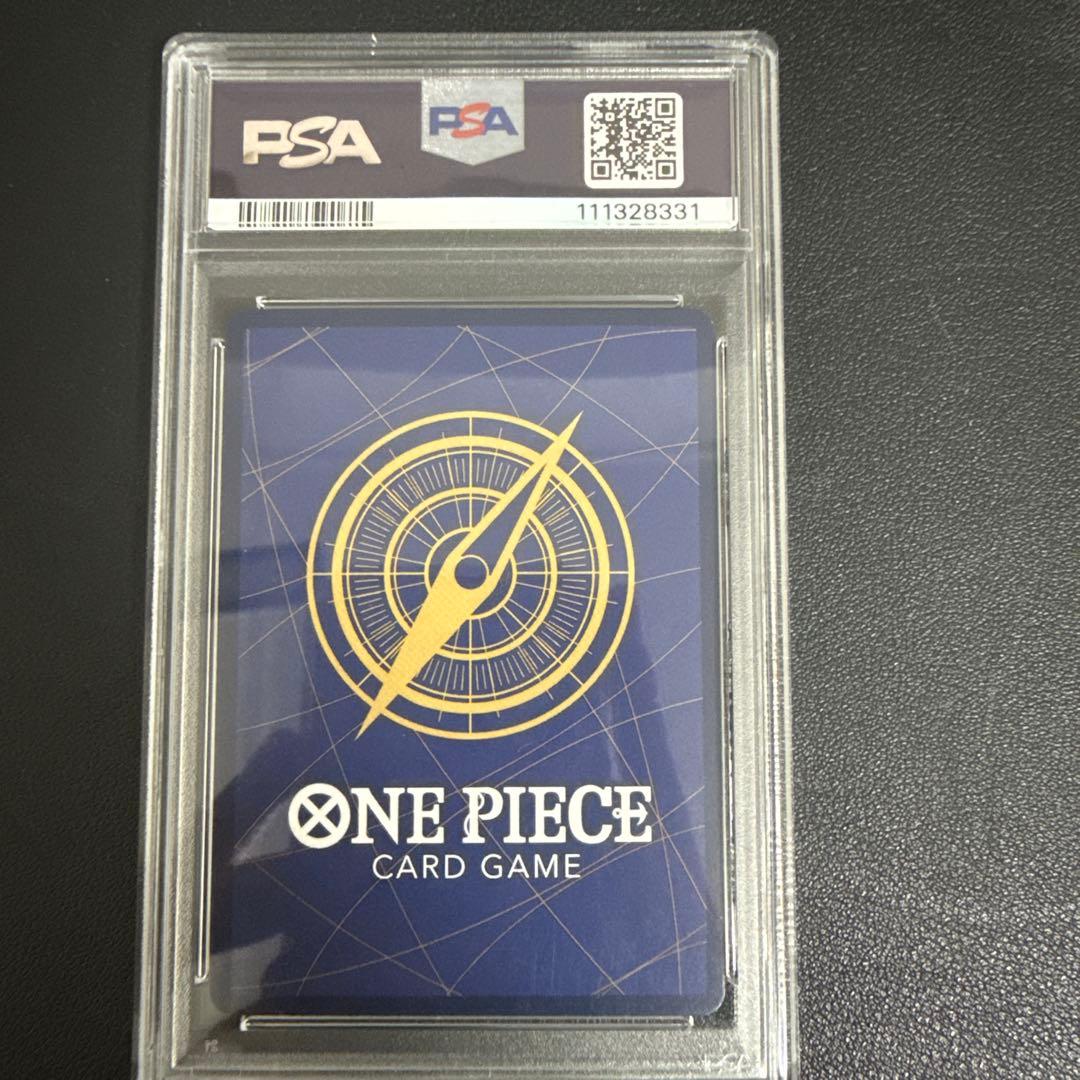 PSA
PSA
111328331
ONE PIECE
CARD GAME